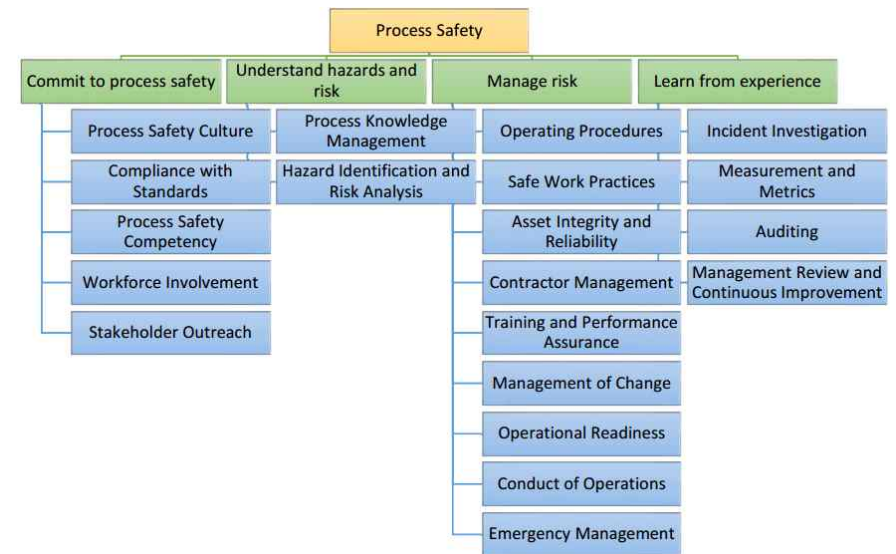 Process Safety
Commit to process safety
Understand hazards and
risk
Manage risk
Learn from experience
Process Safety Culture
Compliance with
Standards
Process Safety
Competency
Workforce Involvement
Stakeholder Outreach
Process Knowledge
Management
Hazard Identification and
Risk Analysis
Operating Procedures
Safe Work Practices
Asset Integrity and
Reliability
Contractor Management
Training and Performance
Assurance
Management of Change
Operational Readiness
Conduct of Operations
Emergency Management
Incident Investigation
Measurement and
Metrics
Auditing
Management Review and
Continuous Improvement